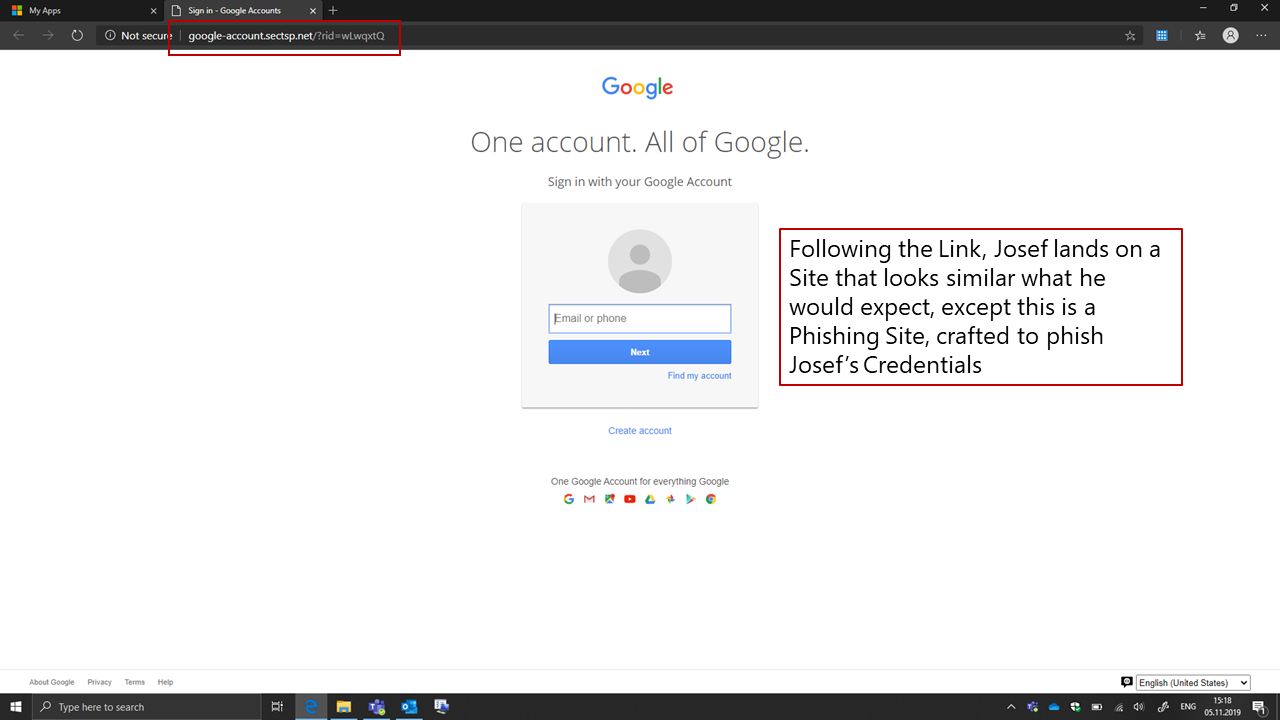 My Apps
Sign in - Google Accounts
Not secure
google-account.sectsp.net/?rid=wLwqxtQ
Google
One account. All of Google.
Sign in with your Google Account
Email or phone
Next
Find my account
Create account
One Google Account for everything Google
Following the Link, Josef lands on a
Site that looks similar what he
would expect, except this is a
Phishing Site, crafted to phish
Josef’s Credentials
About Google
Privacy
Terms
Help
English (United States)
Type here to search
ENG
15:18
05.11.2019
1